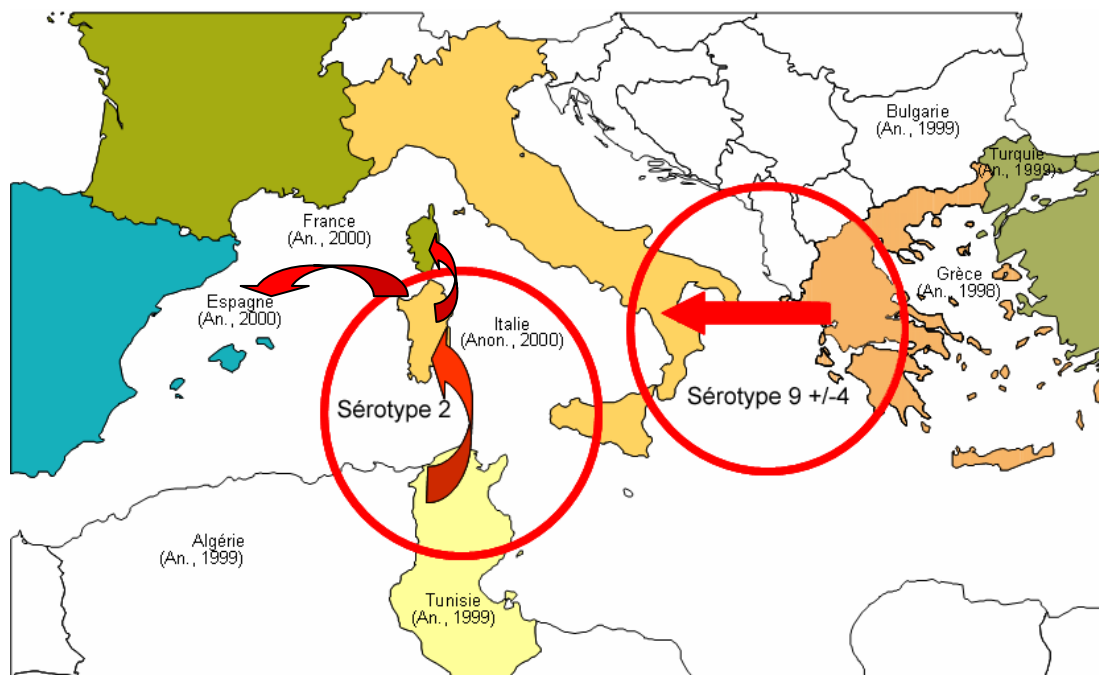 Bulgarie
(An., 1999)
Turquie
(An., 1999)
France
(An., 2000)
Grèce
(An., 1998)
Espagne
(An., 2000)
Italie
(Anon., 2000)
Sérotype 2
Sérotype 9 +/-4
Algérie
(An., 1999)
Tunisie
(An., 1999)